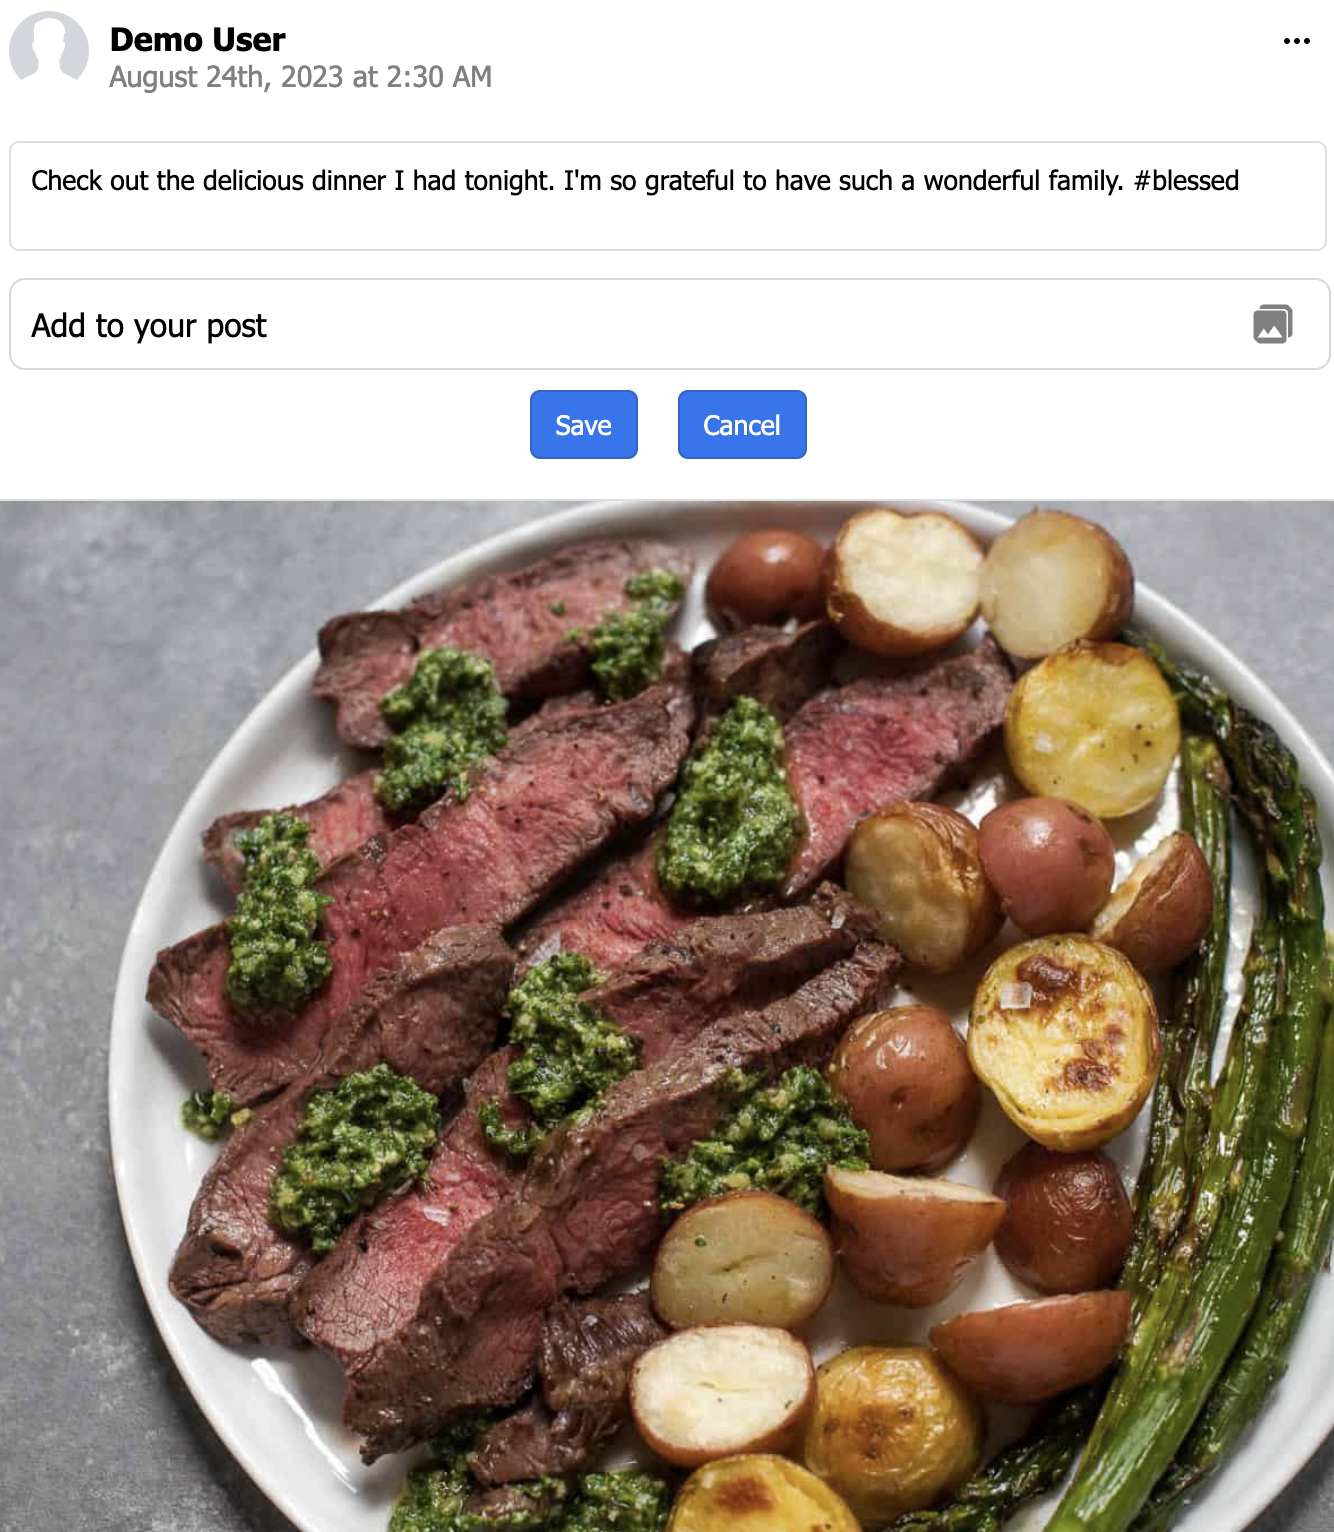 Demo User
August 24th, 2023 at 2:30 AM
Check out the delicious dinner I had tonight. I'm so grateful to have such a wonderful family. #blessed
Add to your post
Save Cancel